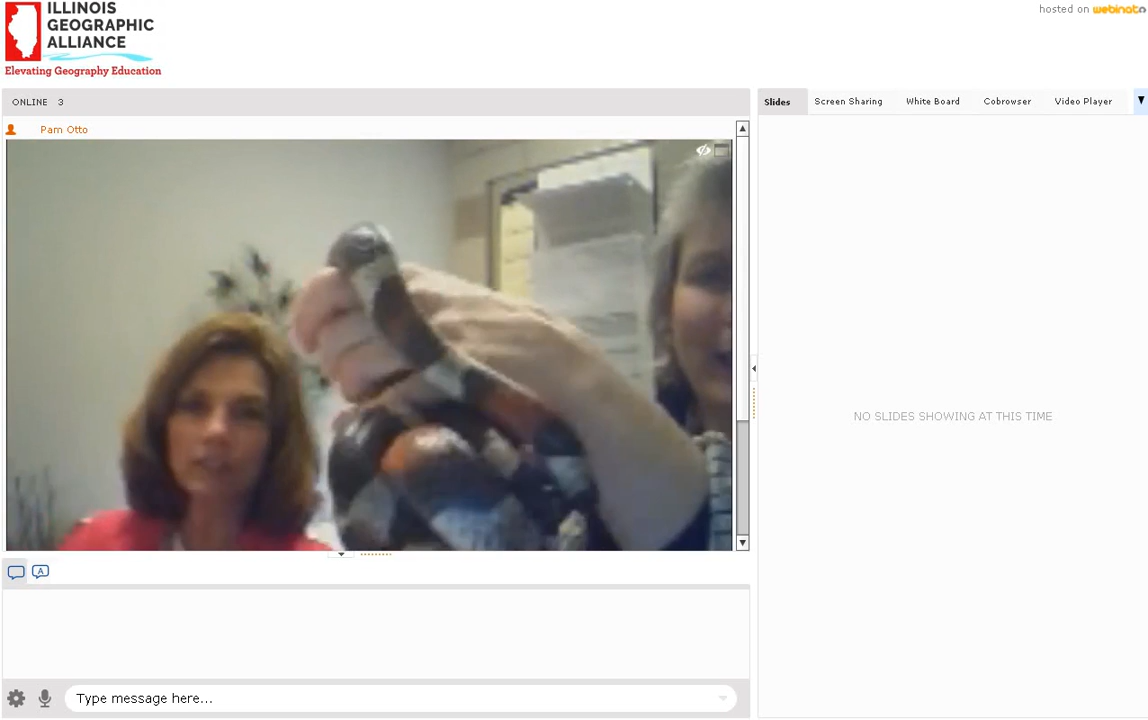 ILLINOIS
GEOGRAPHIC
ALLIANCE
Elevating Geography Education
hosted on webinato
ONLINE 3
Pam Otto
Slides Screen Sharing White Board Cobrowser Video Player
NO SLIDES SHOWING AT THIS TIME
A
Type message here...